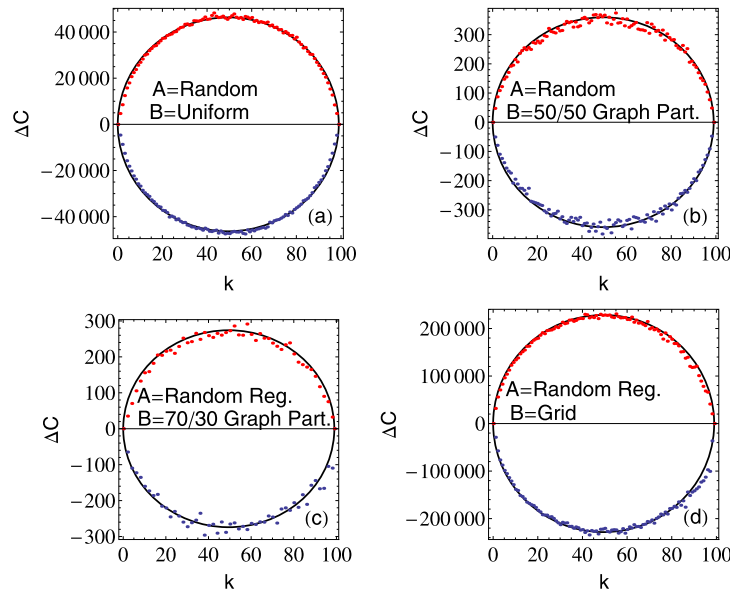 40 000
20 000
0
−20 000
−40 000
ΔC
A=Random
B=Uniform
(a)
0 20 40 60 80 100
k
300
200
100
0
−100
−200
−300
ΔC
A=Random
B=50/50 Graph Part.
(b)
0 20 40 60 80 100
k
300
200
100
0
−100
−200
−300
ΔC
A=Random Reg.
B=70/30 Graph Part.
(c)
0 20 40 60 80 100
k
200 000
100 000
0
−100 000
−200 000
ΔC
A=Random Reg.
B=Grid
(d)
0 20 40 60 80 100
k